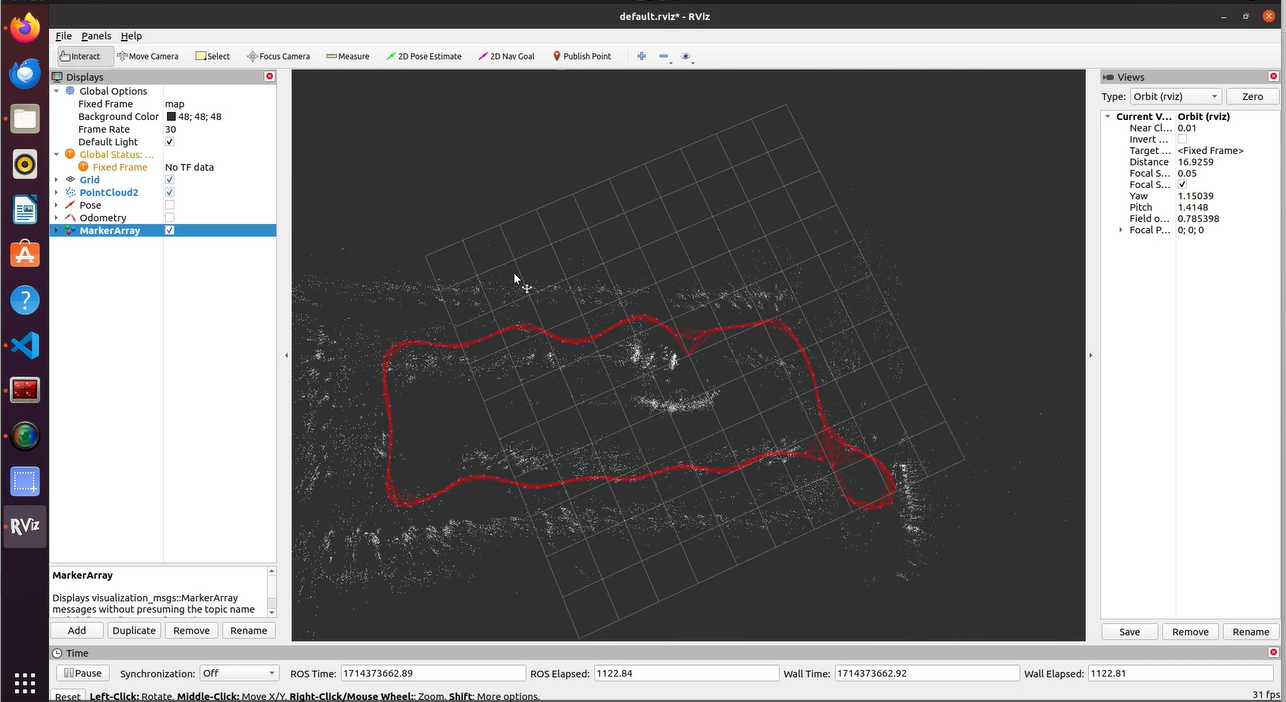 default.rviz* - RViz
File Panels Help
Interact Move Camera Select Focus Camera Measure 2D Pose Estimate 2D Nav Goal Publish Point
Displays
Global Options
Fixed Frame map
Background Color 48; 48; 48
Frame Rate 30
Default Light
Global Status: ...
Fixed Frame No TF data
Grid
PointCloud2
Pose
Odometry
MarkerArray
MarkerArray
Displays visualization_msgs::MarkerArray
messages without presuming the topic name
Add Duplicate Remove Rename
Views
Type: Orbit (rviz) Zero
Current V... Orbit (rviz)
Near Cl... 0.01
Invert ...
Target ... <Fixed Frame>
Distance 16.9259
Focal S... 0.05
Focal S...
Yaw 1.15039
Pitch 1.4148
Field o... 0.785398
Focal P... 0; 0; 0
Save Remove Rename
Time
Pause Synchronization: Off ROS Time: 1714373662.89 ROS Elapsed: 1122.84 Wall Time: 1714373662.92 Wall Elapsed: 1122.81
Reset Left-Click: Rotate. Middle-Click: Move X/Y. Right-Click/Mouse Wheel:: Zoom. Shift: More options. 31 fps
RViz